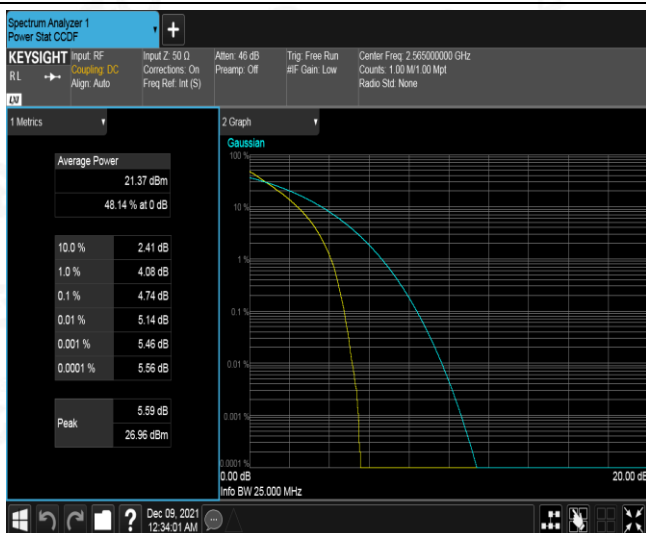 Spectrum Analyzer 1
Power Stat CCDF
+
KEYSIGHT Input: RF Input Z: 50 Ω Atten: 46 dB Trig: Free Run Center Freq: 2.565000000 GHz
RL Coupling: DC Corrections: On Preamp: Off #IF Gain: Low Counts: 1.00 M/1.00 Mpt
Align: Auto Freq Ref: Int (S) Radio Std: None
LXI
1 Metrics
2 Graph
Gaussian
Average Power
21.37 dBm
48.14 % at 0 dB
10.0 % 2.41 dB
1.0 % 4.08 dB
0.1 % 4.74 dB
0.01 % 5.14 dB
0.001 % 5.46 dB
0.0001 % 5.56 dB
Peak 5.59 dB
26.96 dBm
100 %
10 %
1 %
0.1 %
0.01 %
0.001 %
0.0001 %
0.00 dB 20.00 dB
Info BW 25.000 MHz
? Dec 09, 2021
12:34:01 AM